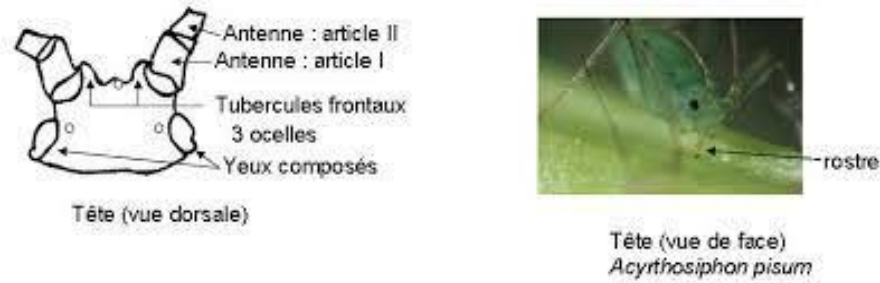 Antenne : article II
Antenne : article I
Tubercules frontaux
3 ocelles
Yeux composés
Tête (vue dorsale)
rostre
Tête (vue de face)
Acyrthosiphon pisum